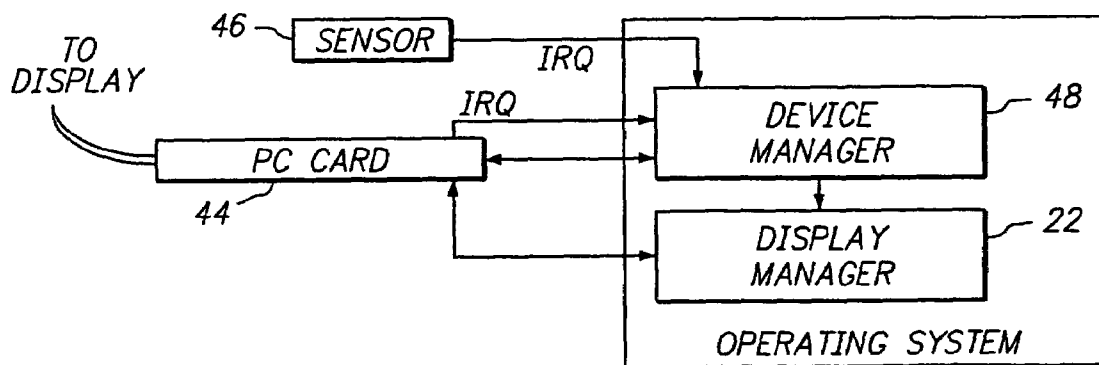 46
SENSOR
TO
DISPLAY
IRQ
IRQ
DEVICE
MANAGER
48
PC CARD
44
DISPLAY
MANAGER
22
OPERATING SYSTEM